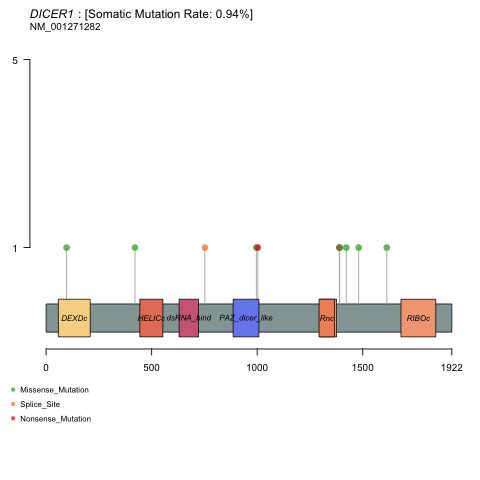 DICER1 : [Somatic Mutation Rate: 0.94%]
NM_001271282
5
1
DEXDc HELICc dsRNA_bind PAZ_dicer_like Rnc RIBOc
0 500 1000 1500 1922
Missense_Mutation
Splice_Site
Nonsense_Mutation